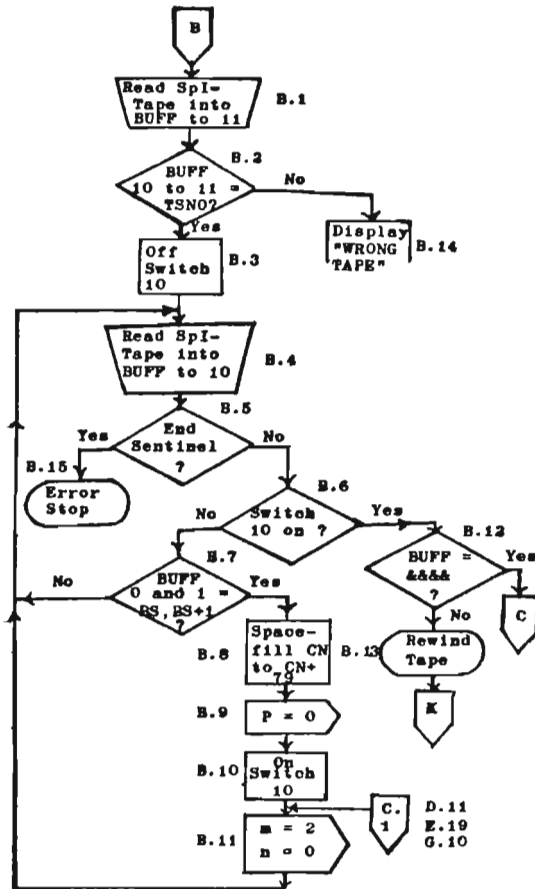 B
Read SpI-
Tape into
BUFF to 11
B.1
B.2
BUFF
10 to 11 =
TSNO?
No
Yes
Off
Switch
10
B.3
Display
"WRONG
TAPE"
B.14
Read SpI-
Tape into
BUFF to 10
B.4
B.5
Yes
End
Sentinel
?
No
B.15
Error
Stop
B.6
No
Switch
10 on ?
Yes
B.12
B.7
No
BUFF
0 and 1 =
BS,BS+1
?
Yes
BUFF =
&&&&
?
Yes
C
No
B.8
Space-
fill CN
to CN+
79
B.13
Rewind
Tape
K
B.9
P = 0
B.10
On
Switch
10
C.
1
D.11
E.19
G.10
B.11
m = 2
n = 0